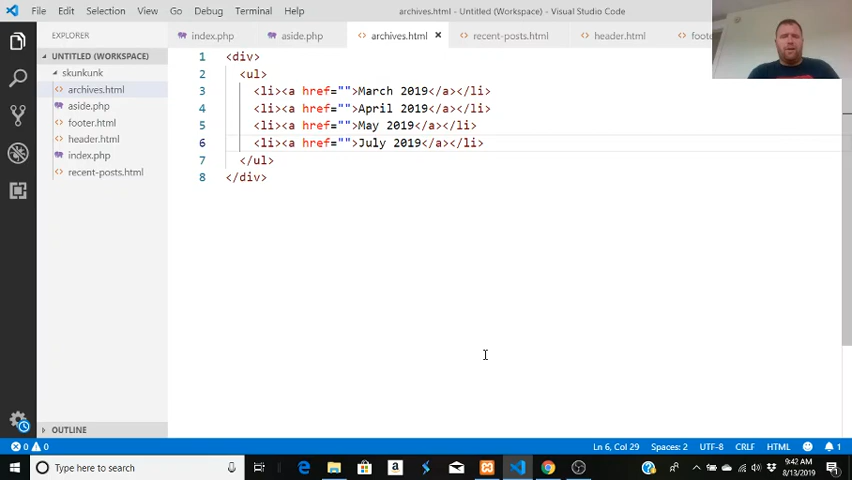 File Edit Selection View Go Debug Terminal Help
archives.html - Untitled (Workspace) - Visual Studio Code
EXPLORER
index.php
aside.php
archives.html ×
recent-posts.html
header.html
foote
UNTITLED (WORKSPACE)
skunkunk
archives.html
aside.php
footer.html
header.html
index.php
recent-posts.html
1 <div>
2 <ul>
3 <li><a href="">March 2019</a></li>
4 <li><a href="">April 2019</a></li>
5 <li><a href="">May 2019</a></li>
6 <li><a href="">July 2019</a></li>
7 </ul>
8 </div>
OUTLINE
0 0
Ln 6, Col 29 Spaces: 2 UTF-8 CRLF HTML 1
Type here to search
9:42 AM
8/13/2019